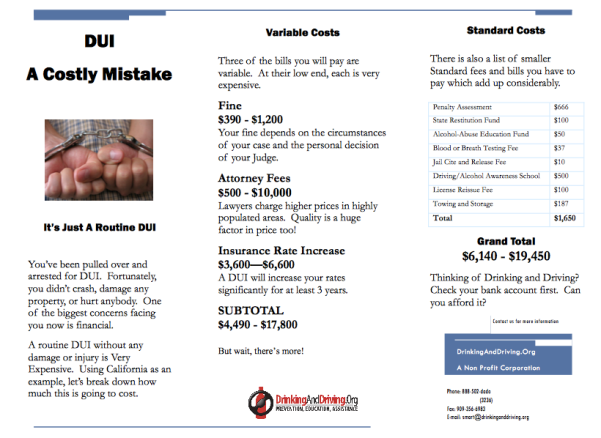 DUI
A Costly Mistake
It's Just A Routine DUI
You've been pulled over and
arrested for DUI. Fortunately,
you didn't crash, damage any
property, or hurt anybody. One
of the biggest concerns facing
you now is financial.
A routine DUI without any
damage or injury is Very
Expensive. Using California as an
example, let's break down how
much this is going to cost.
Variable Costs
Three of the bills you will pay are
variable. At their low end, each is very
expensive.
Fine
$390 - $1,200
Your fine depends on the circumstances
of your case and the personal decision
of your Judge.
Attorney Fees
$500 - $10,000
Lawyers charge higher prices in highly
populated areas. Quality is a huge
factor in price too!
Insurance Rate Increase
$3,600—$6,600
A DUI will increase your rates
significantly for at least 3 years.
SUBTOTAL
$4,490 - $17,800
But wait, there's more!
DrinkingAndDriving.Org
PREVENTION, EDUCATION, ASSISTANCE
Standard Costs
There is also a list of smaller
Standard fees and bills you have to
pay which add up considerably.
Penalty Assessment $666
State Restitution Fund $100
Alcohol-Abuse Education Fund $50
Blood or Breath Testing Fee $37
Jail Cite and Release Fee $10
Driving/Alcohol Awareness School $500
License Reissue Fee $100
Towing and Storage $187
Total $1,650
Grand Total
$6,140 - $19,450
Thinking of Drinking and Driving?
Check your bank account first. Can
you afford it?
Contact us for more information
DrinkingAndDriving.Org
A Non Profit Corporation
Phone: 888-502-dada
(3236)
Fax: 909-356-6982
E-mail: smart@drinkinganddriving.org